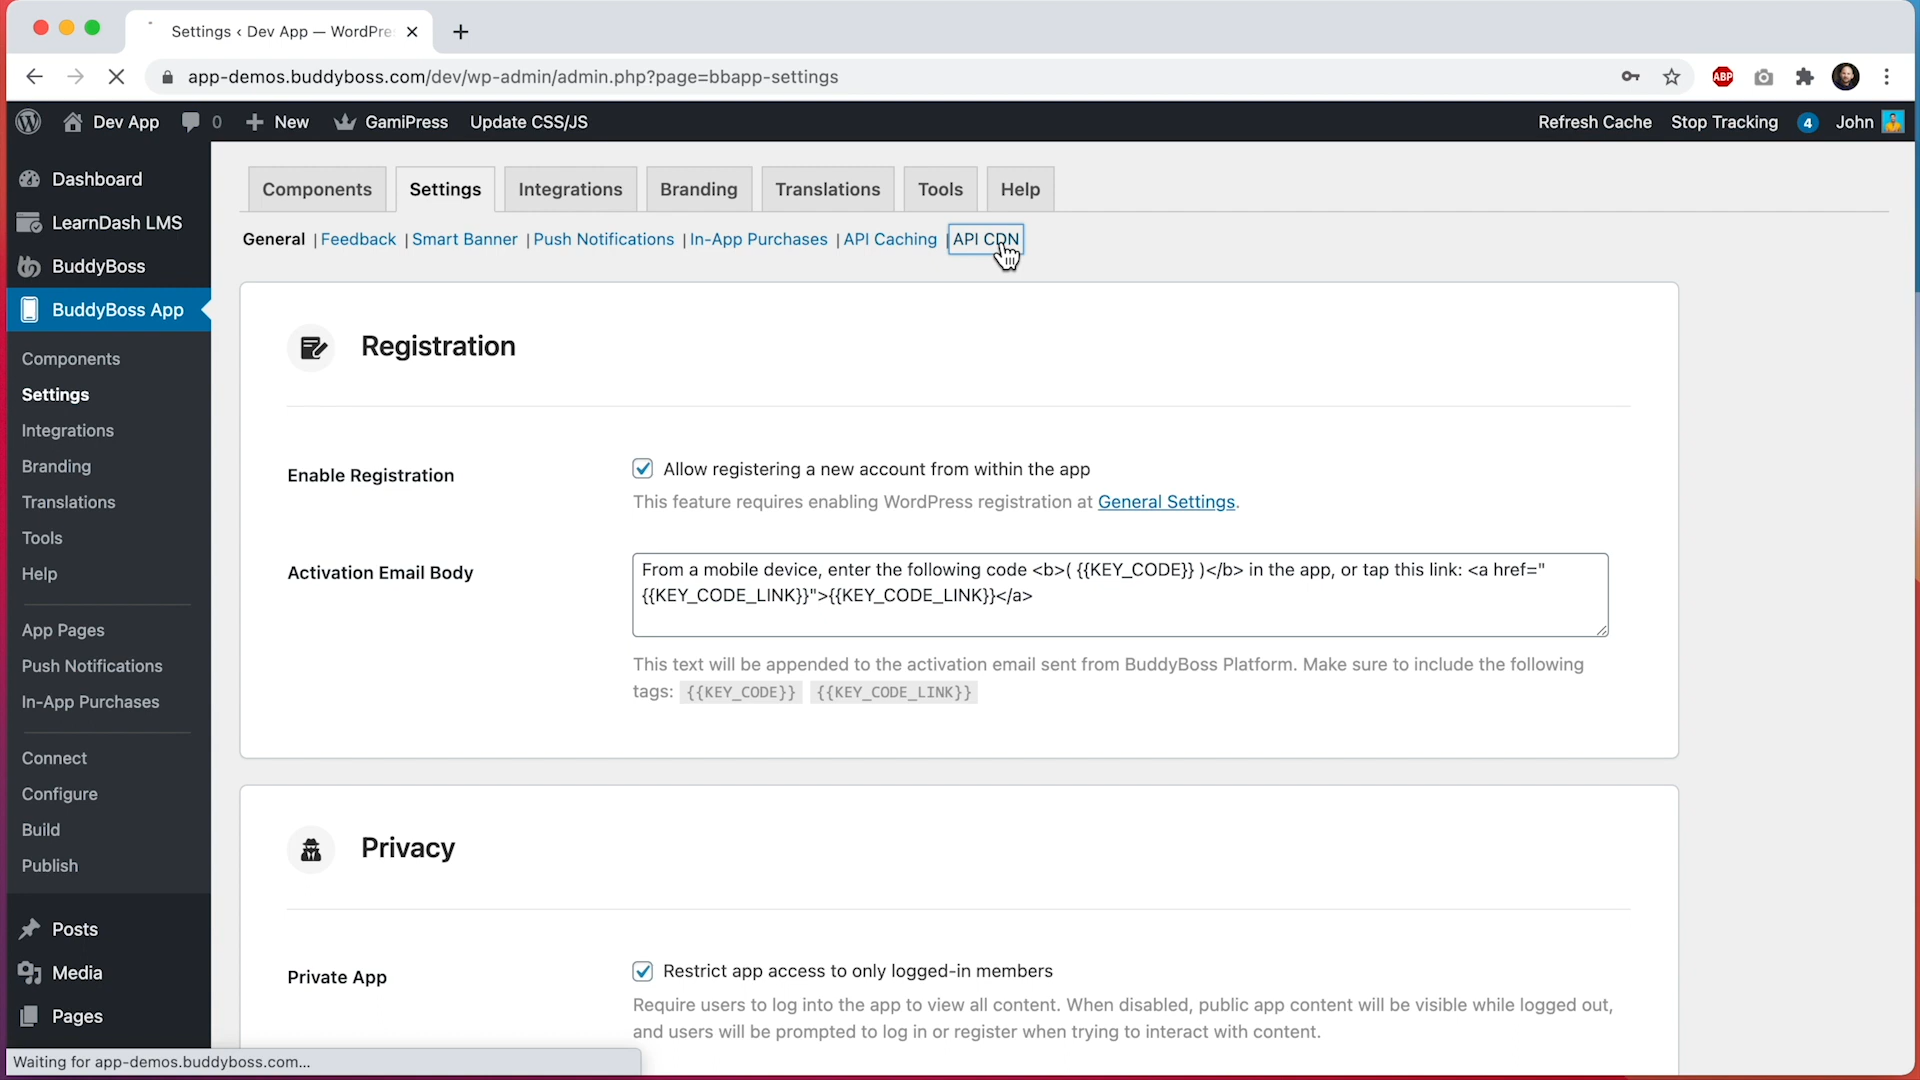 Settings ‹ Dev App — WordPre
app-demos.buddyboss.com/dev/wp-admin/admin.php?page=bbapp-settings
ABP
Dev App 0 New GamiPress Update CSS/JS Refresh Cache Stop Tracking 4 John
Dashboard
LearnDash LMS
BuddyBoss
BuddyBoss App
Components
Settings
Integrations
Branding
Translations
Tools
Help
App Pages
Push Notifications
In-App Purchases
Connect
Configure
Build
Publish
Posts
Media
Pages
Components Settings Integrations Branding Translations Tools Help
General | Feedback | Smart Banner | Push Notifications | In-App Purchases | API Caching | API CDN
Registration
Enable Registration
Allow registering a new account from within the app
This feature requires enabling WordPress registration at General Settings.
Activation Email Body
From a mobile device, enter the following code <b>( {{KEY_CODE}} )</b> in the app, or tap this link: <a href="
{{KEY_CODE_LINK}}">{{KEY_CODE_LINK}}</a>
This text will be appended to the activation email sent from BuddyBoss Platform. Make sure to include the following
tags: {{KEY_CODE}} {{KEY_CODE_LINK}}
Privacy
Private App
Restrict app access to only logged-in members
Require users to log into the app to view all content. When disabled, public app content will be visible while logged out,
and users will be prompted to log in or register when trying to interact with content.
Waiting for app-demos.buddyboss.com...